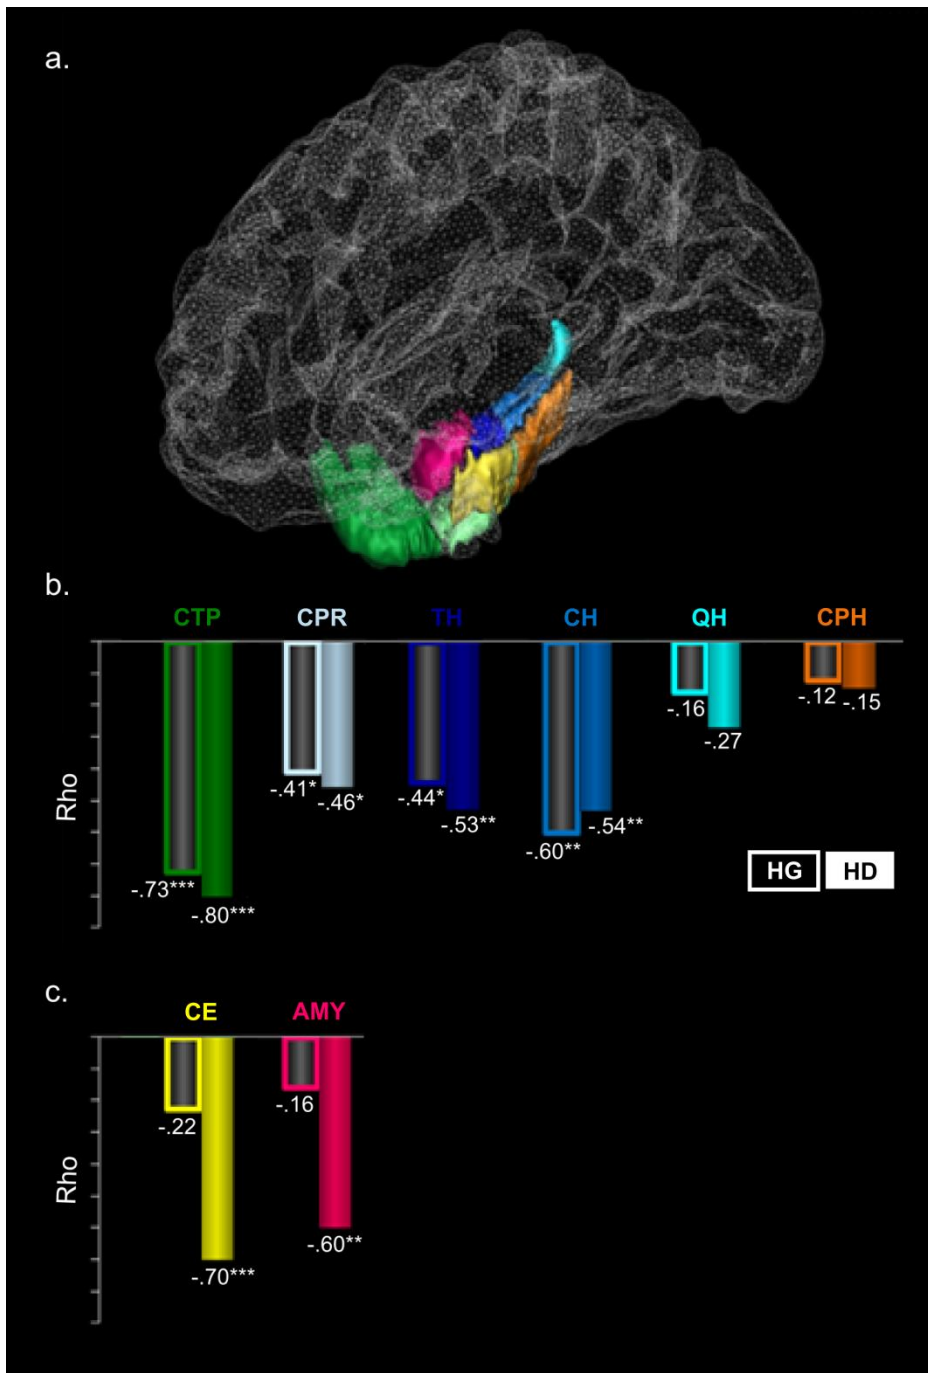 a.
b.
CTP CPR TH CH QH CPH
Rho
-.73*** -.80*** -.41* -.46* -.44* -.53** -.60** -.54** -.16 -.27 -.12 -.15
HG HD
c.
CE AMY
Rho
-.22 -.70*** -.16 -.60**